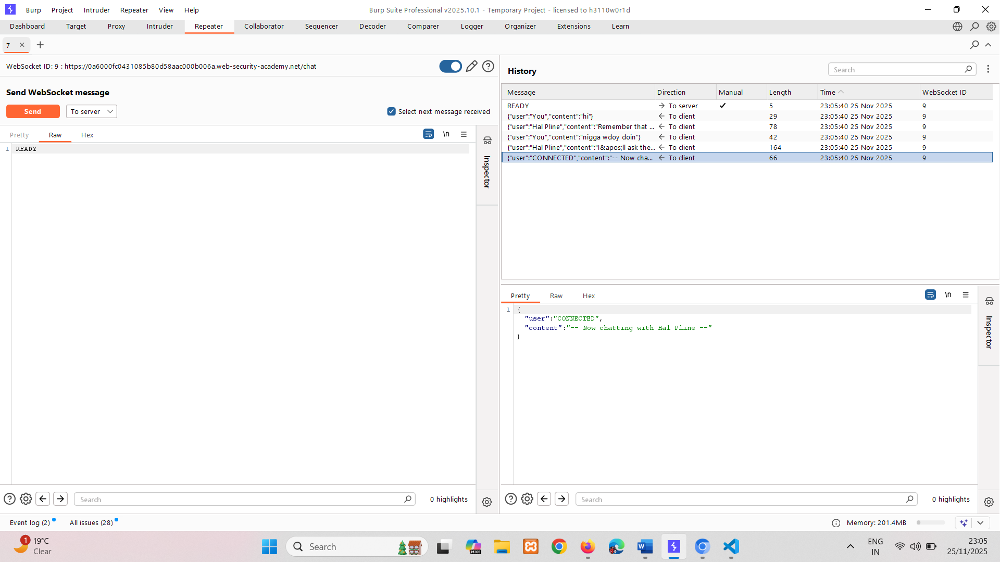 Burp Project Intruder Repeater View Help
Burp Suite Professional v2025.10.1 - Temporary Project - licensed to h3110w0r1d
Dashboard Target Proxy Intruder Repeater Collaborator Sequencer Decoder Comparer Logger Organizer Extensions Learn
7
WebSocket ID: 9 : https://0a6000fc0431085b80d58aac000b006a.web-security-academy.net/chat
Send WebSocket message
Send To server Select next message received
Pretty Raw Hex \n
1 READY
Inspector
Search 0 highlights
History Search
Message Direction Manual Length Time WebSocket ID
READY To server 5 23:05:40 25 Nov 2025 9
{"user":"You","content":"hi"} To client 29 23:05:40 25 Nov 2025 9
{"user":"Hal Pline","content":"Remember that ... To client 78 23:05:40 25 Nov 2025 9
{"user":"You","content":"nigga wdoy doin"} To client 42 23:05:40 25 Nov 2025 9
{"user":"Hal Pline","content":"I&apos;ll ask the... To client 164 23:05:40 25 Nov 2025 9
{"user":"CONNECTED","content":"-- Now cha... To client 66 23:05:40 25 Nov 2025 9
Pretty Raw Hex \n
1 {
"user":"CONNECTED",
"content":"-- Now chatting with Hal Pline --"
}
Inspector
Search 0 highlights
Event log (2) All issues (28) Memory: 201.4MB
1 19°C
Clear
Search
M365
ENG
IN
23:05
25/11/2025